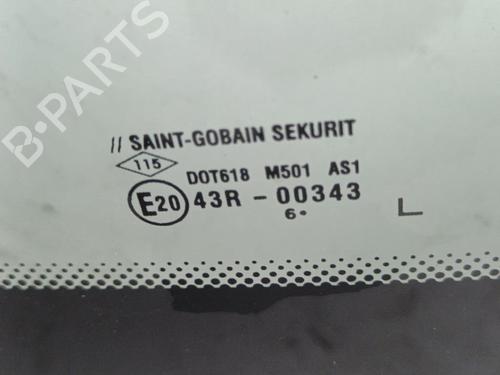 B-PARTS
// SAINT-GOBAIN SEKURIT
115
DOT618 M501 AS1
E20 43R - 00343
6•